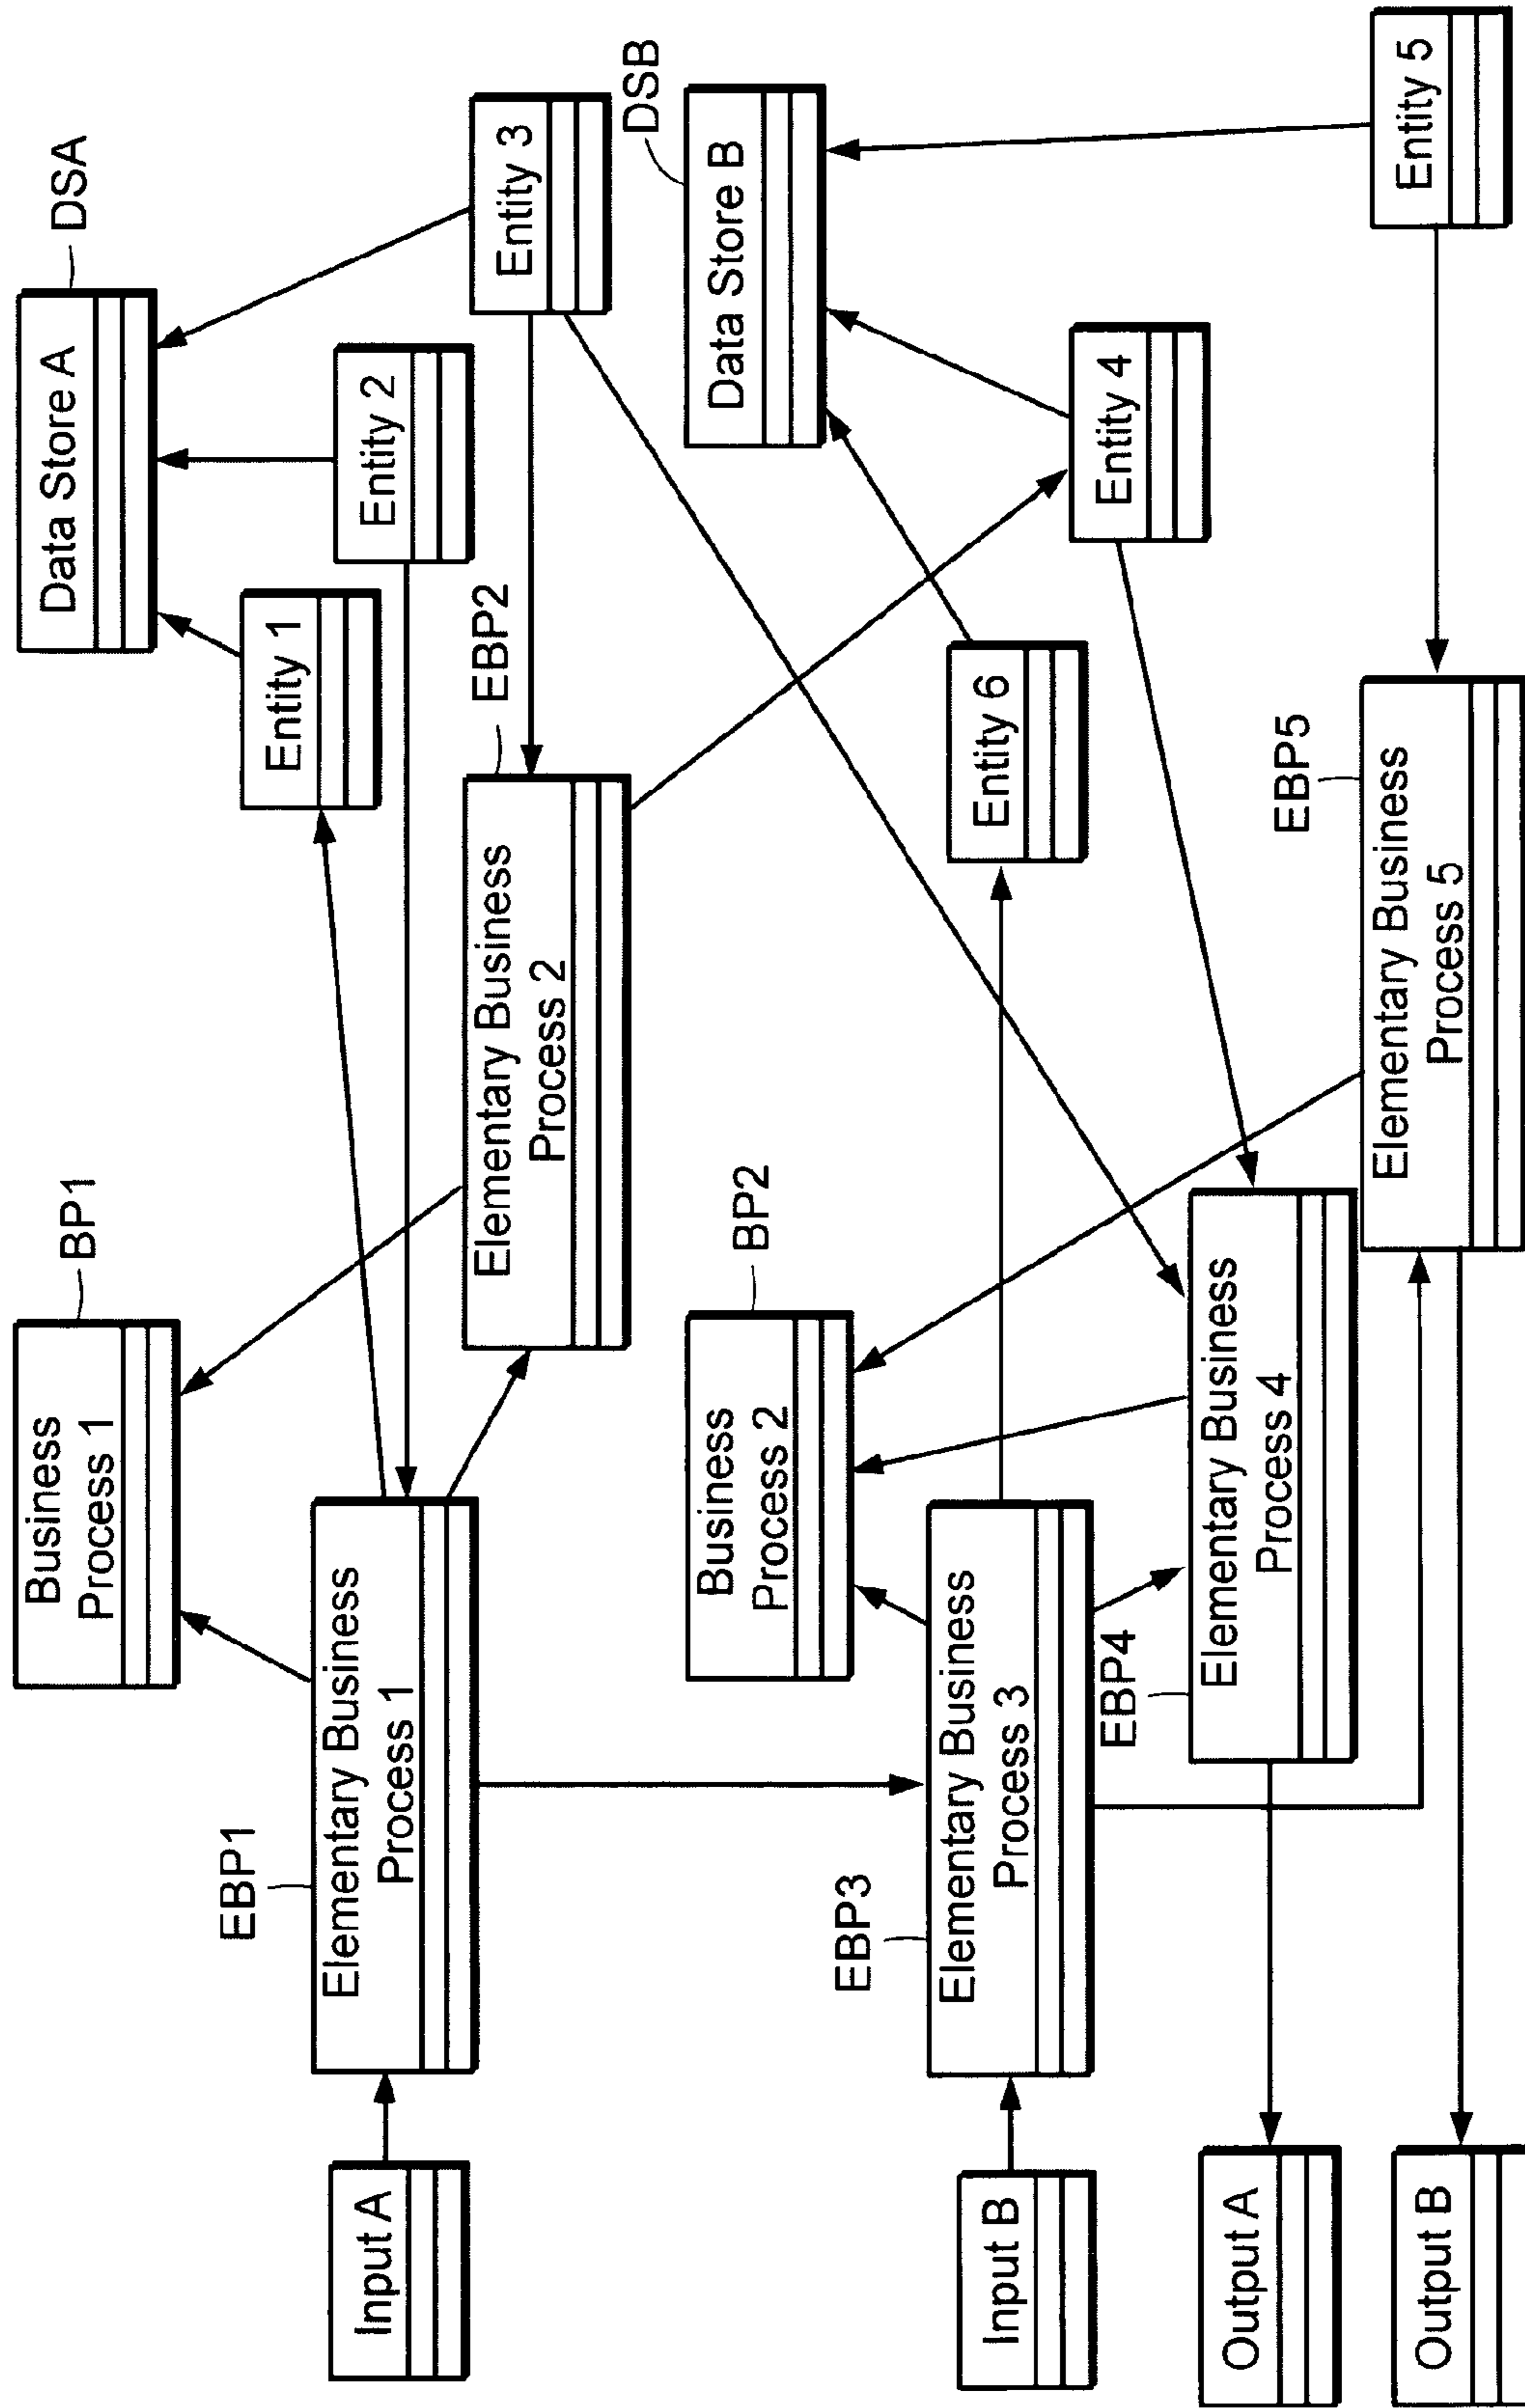 BP1
Business
Process 1
DSA
Data Store A
EBP1
Elementary Business
Process 1
Input A
Entity 1
Entity 2
EBP2
Elementary Business
Process 2
Entity 3
BP2
Business
Process 2
DSB
Data Store B
EBP3
Elementary Business
Process 3
Input B
Entity 6
Entity 4
EBP4
Elementary Business
Process 4
Output A
EBP5
Elementary Business
Process 5
Entity 5
Output B